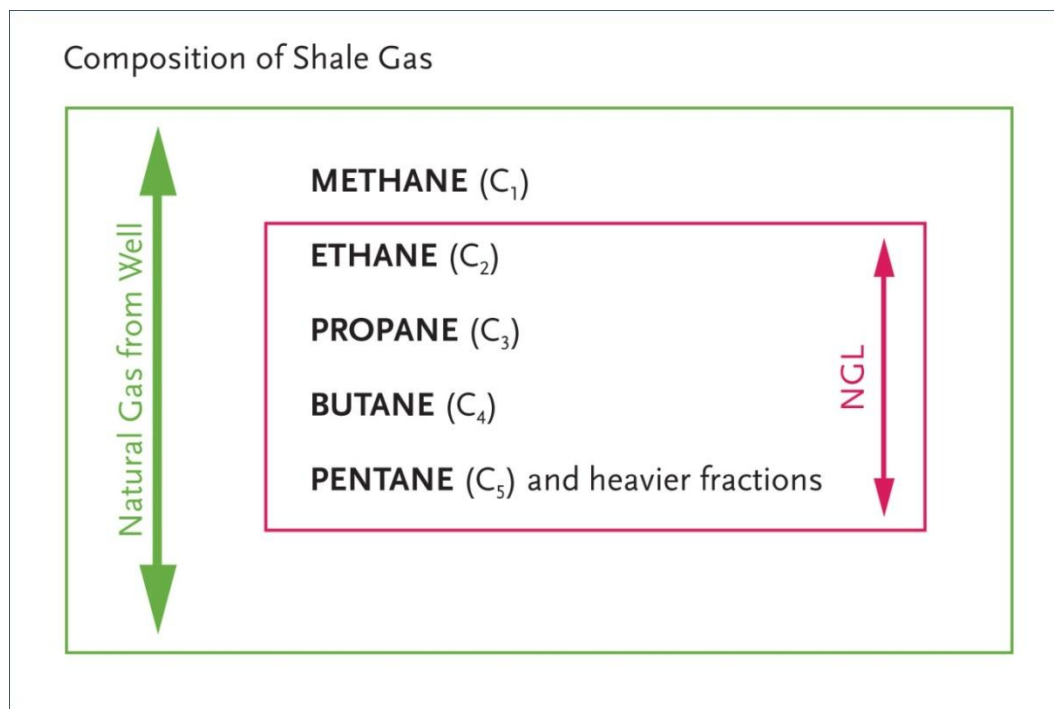 Composition of Shale Gas
Natural Gas from Well
METHANE (C₁)
ETHANE (C₂)
PROPANE (C₃)
BUTANE (C₄)
PENTANE (C₅) and heavier fractions
NGL